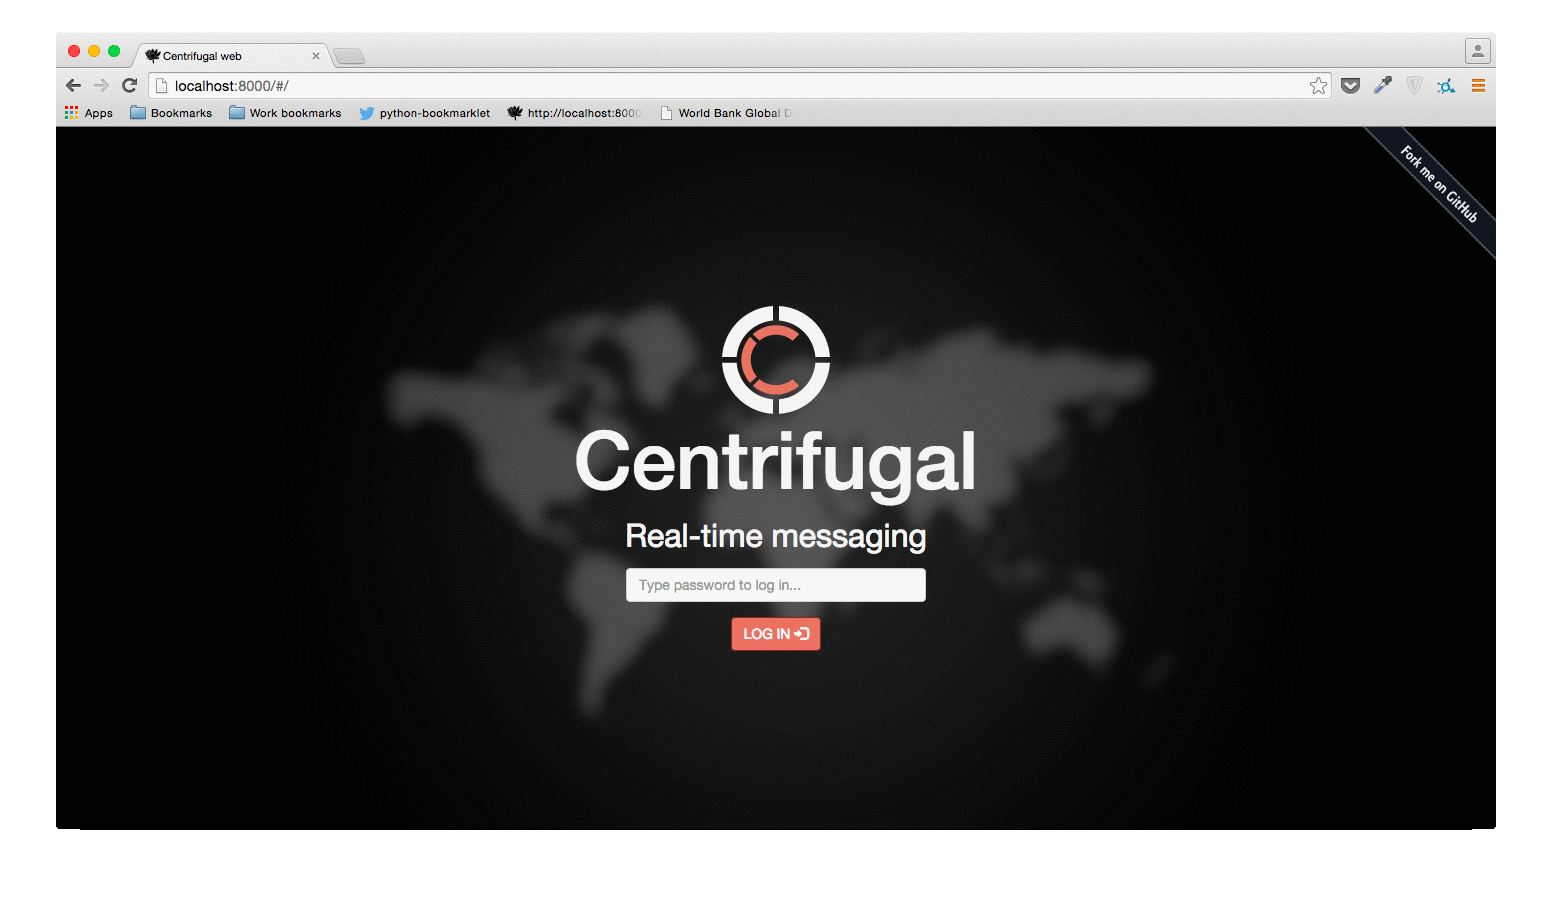 Centrifugal web
localhost:8000/#/
Apps
Bookmarks
Work bookmarks
python-bookmarklet
http://localhost:8000
World Bank Global D
Fork me on GitHub
Centrifugal
Real-time messaging
Type password to log in...
LOG IN